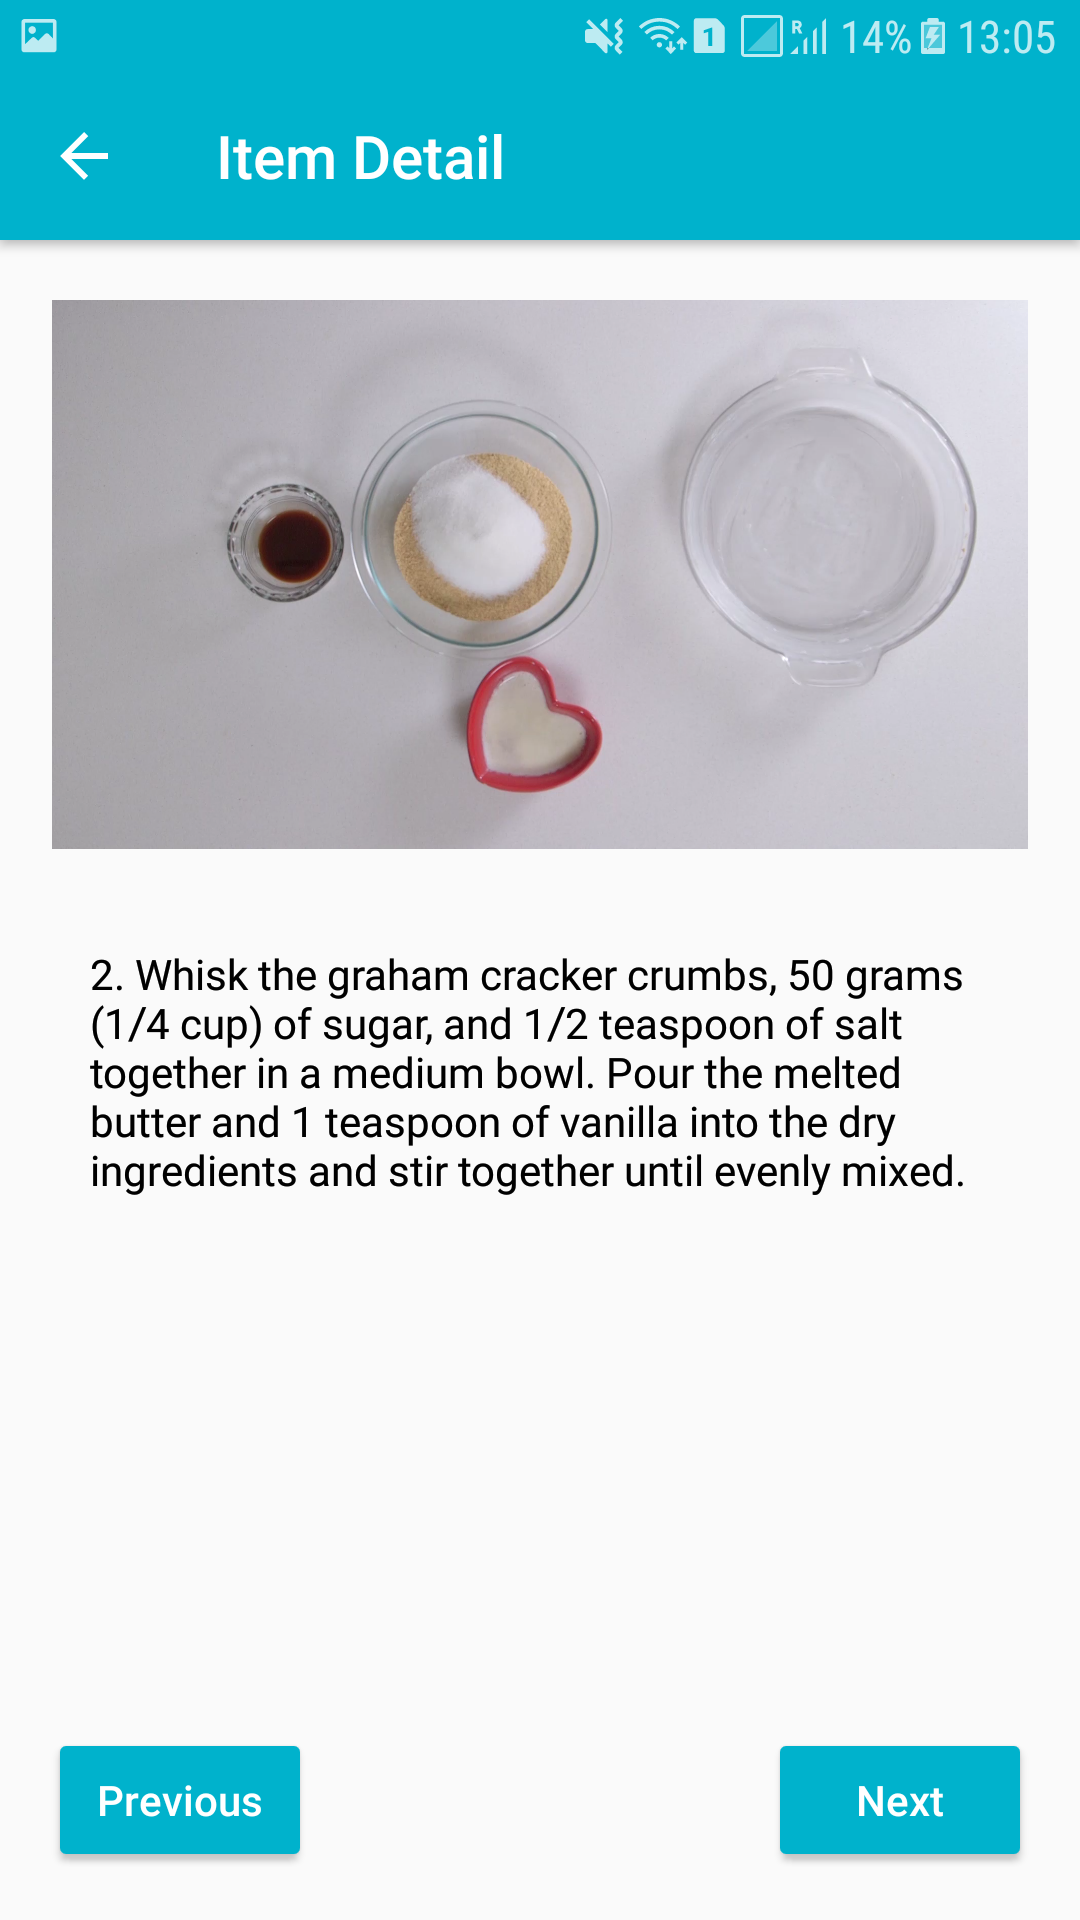 1 R 14% 13:05
Item Detail
2. Whisk the graham cracker crumbs, 50 grams
(1/4 cup) of sugar, and 1/2 teaspoon of salt
together in a medium bowl. Pour the melted
butter and 1 teaspoon of vanilla into the dry
ingredients and stir together until evenly mixed.
Previous Next